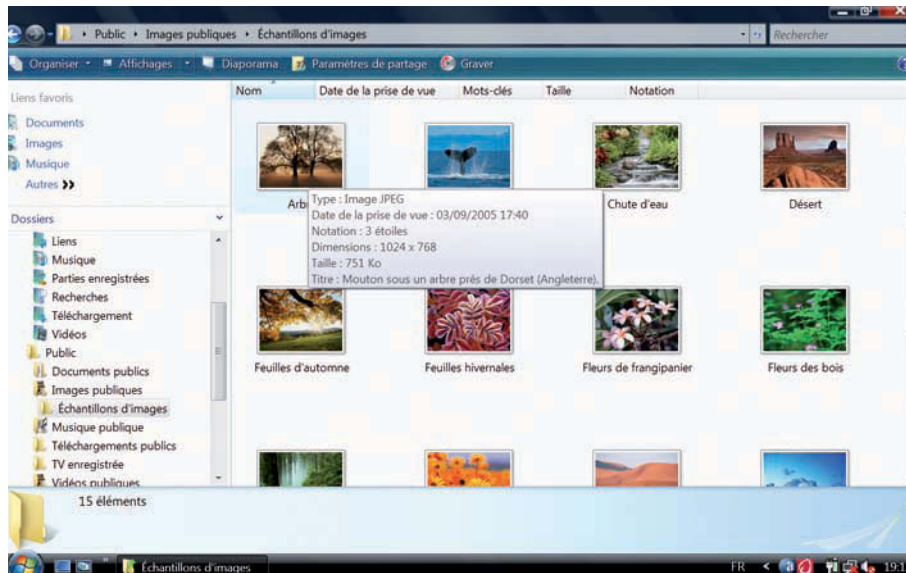 Public Images publiques Échantillons d'images
Rechercher
Organiser Affichages Diaporama Paramètres de partage Graver
Liens favoris
Documents
Images
Musique
Autres
Dossiers
Liens
Musique
Parties enregistrées
Recherches
Téléchargement
Vidéos
Public
Documents publics
Images publiques
Échantillons d'images
Musique publique
Téléchargements publics
TV enregistrée
Vidéos publiques
Nom Date de la prise de vue Mots-clés Taille Notation
Chute d'eau Désert
Type : Image JPEG
Date de la prise de vue : 03/09/2005 17:40
Notation : 3 étoiles
Dimensions : 1024 x 768
Taille : 751 Ko
Titre : Mouton sous un arbre près de Dorset (Angleterre).
Feuilles d'automne Feuilles hivernales Fleurs de frangipanier Fleurs des bois
15 éléments
Échantillons d'images
FR